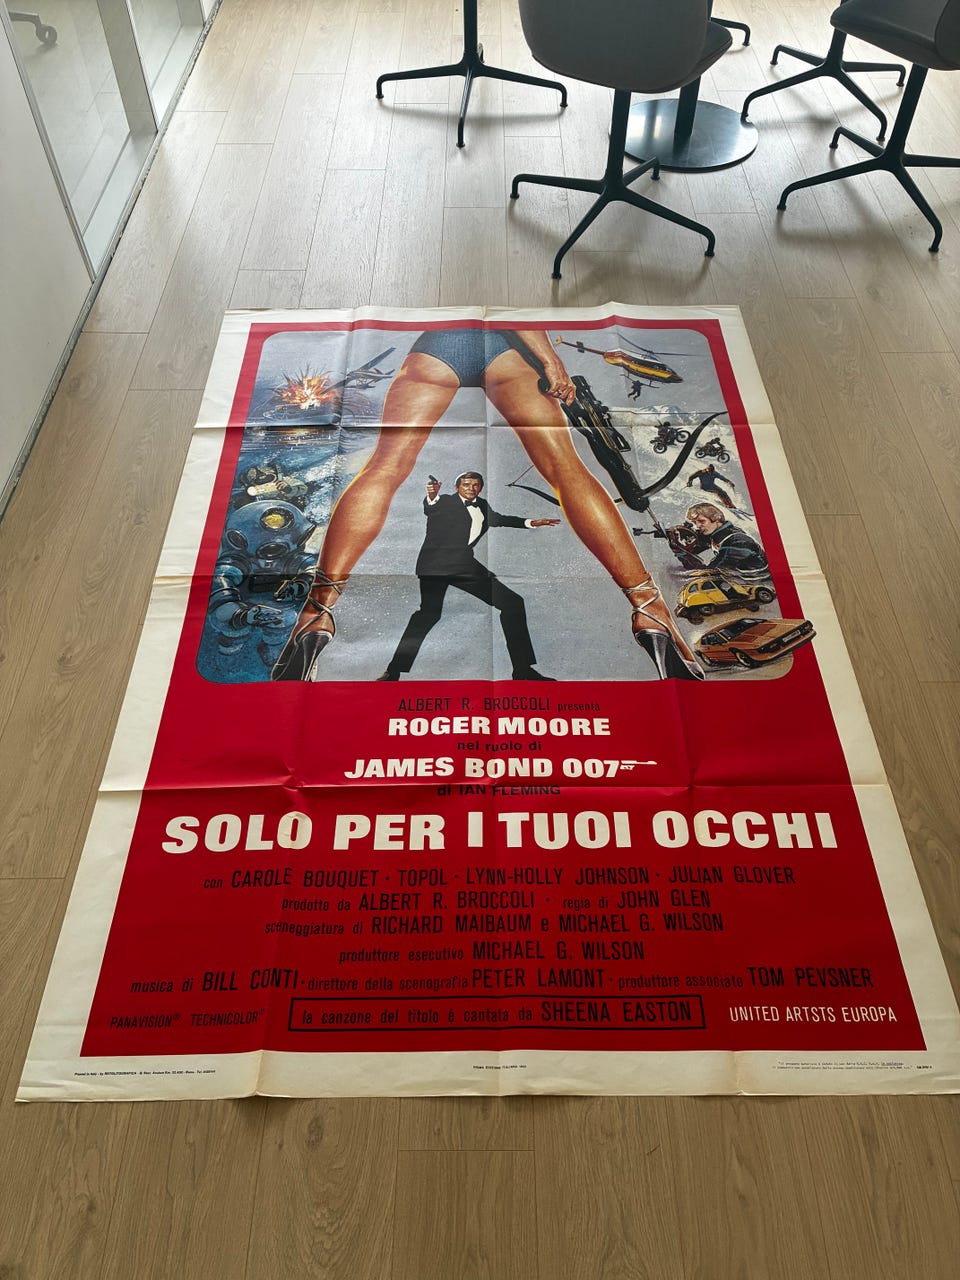 ALBERT R. BROCCOLI presenta
ROGER MOORE
nel ruolo di
JAMES BOND 007
di IAN FLEMING
SOLO PER I TUOI OCCHI
con CAROLE BOUQUET · TOPOL · LYNN-HOLLY JOHNSON · JULIAN GLOVER
prodotto da ALBERT R. BROCCOLI · regia di JOHN GLEN
sceneggiatura di RICHARD MAIBAUM e MICHAEL G. WILSON
produttore esecutivo MICHAEL G. WILSON
musica di BILL CONTI · direttore della scenografia PETER LAMONT · produttore associato TOM PEVSNER
PANAVISION® TECHNICOLOR® la canzone del titolo è cantata da SHEENA EASTON UNITED ARTSTS EUROPA